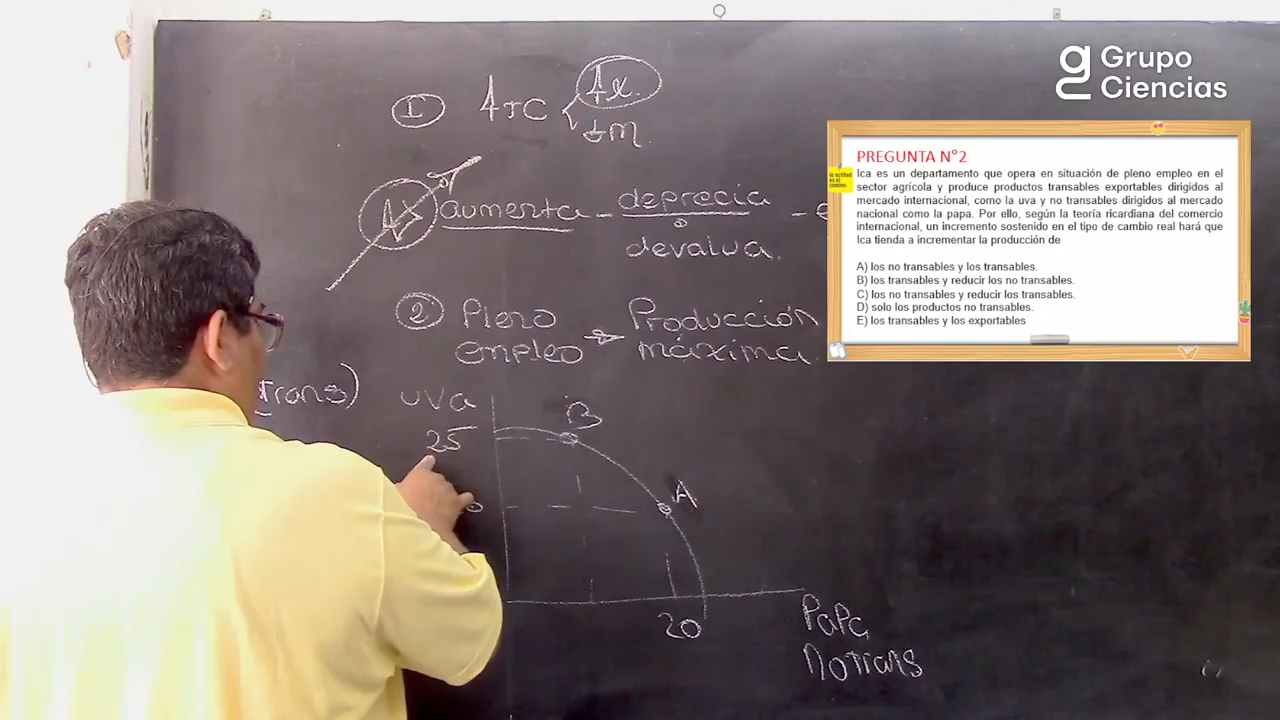 Grupo
Ciencias
PREGUNTA N°2
Ica es un departamento que opera en situación de pleno empleo en el
sector agrícola y produce productos transables exportables dirigidos al
mercado internacional, como la uva y no transables dirigidos al mercado
nacional como la papa. Por ello, según la teoría ricardiana del comercio
internacional, un incremento sostenido en el tipo de cambio real hará que
Ica tienda a incrementar la producción de
A) los no transables y los transables.
B) los transables y reducir los no transables.
C) los no transables y reducir los transables.
D) solo los productos no transables.
E) los transables y los exportables
1
aumenta - deprecia -
devalua.
2 Pleno Producción
empleo → máxima
Trans) uva
25
B
A
20
Papa
no Trans